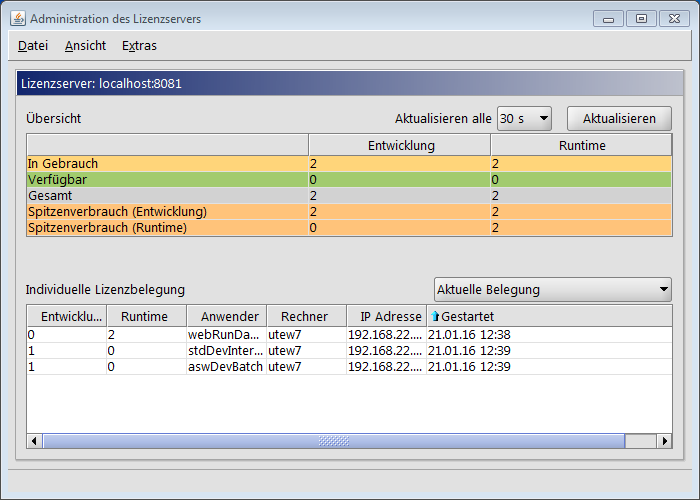 Administration des Lizenzservers
Datei Ansicht Extras
Lizenzserver: localhost:8081
Übersicht Aktualisieren alle 30 s Aktualisieren
Entwicklung Runtime
In Gebrauch 2 2
Verfügbar 0 0
Gesamt 2 2
Spitzenverbrauch (Entwicklung) 2 2
Spitzenverbrauch (Runtime) 0 2
Individuelle Lizenzbelegung Aktuelle Belegung
Entwicklu... Runtime Anwender Rechner IP Adresse Gestartet
0 2 webRunDa... utew7 192.168.22.... 21.01.16 12:38
1 0 stdDevInter... utew7 192.168.22.... 21.01.16 12:39
1 0 aswDevBatch utew7 192.168.22.... 21.01.16 12:39